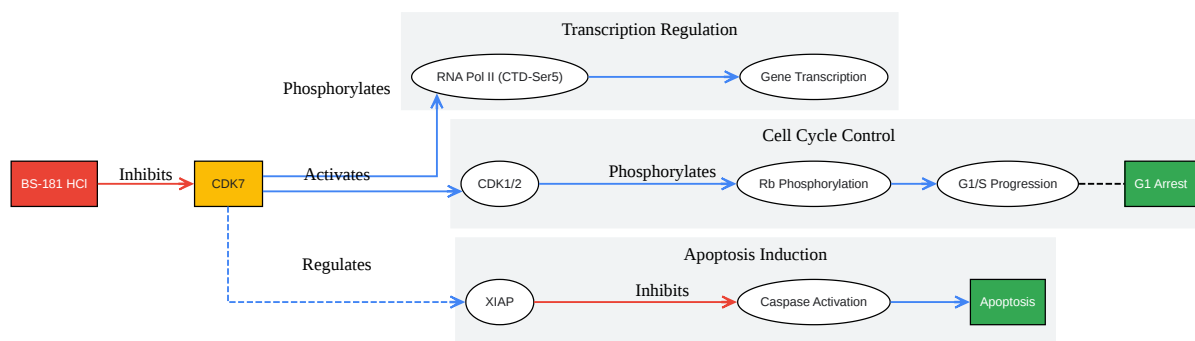 Transcription Regulation
RNA Pol II (CTD-Ser5)
Gene Transcription
Phosphorylates
Cell Cycle Control
BS-181 HCl
Inhibits
CDK7
Activates
CDK1/2
Phosphorylates
Rb Phosphorylation
G1/S Progression
G1 Arrest
Regulates
Apoptosis Induction
XIAP
Inhibits
Caspase Activation
Apoptosis